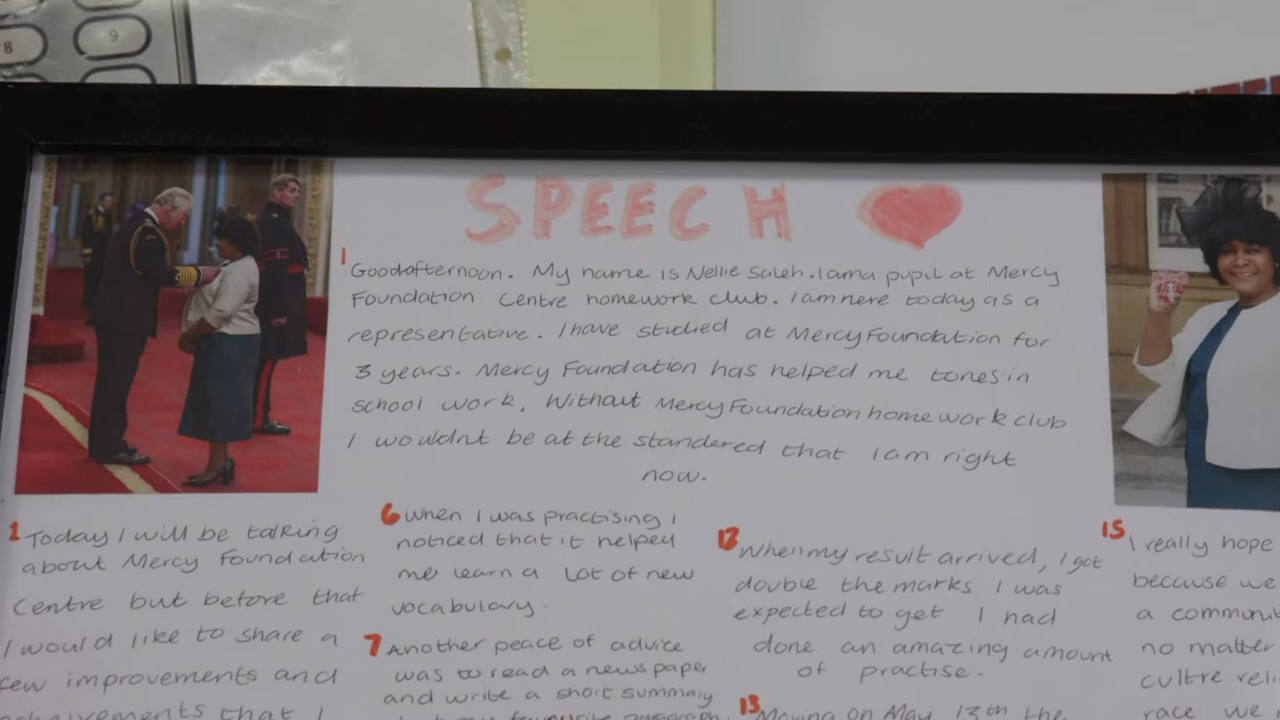 8
9
SPEECH
1
Goodafternoon. My name is Nellie Saleh. I ama pupil at Mercy
Foundation Centre homework club. I am here today as a
representative. I have studied at Mercy Foundation for
3 years. Mercy Foundation has helped me tones in
school work. Without Mercy Foundation homework club
I wouldnt be at the standered that I am right
now.
2 Today I will be talking
about Mercy Foundation
Centre but before that
I would like to share a
few improvements and
that I
6 When I was practising I
noticed that it helped
me learn a lot of new
vocabulary.
7 Another peace of advice
was to read a newspaper
and write a short summary
12 When my result arrived, I got
double the marks I was
expected to get I had
done an amazing amount
of practise.
13 Moving on May 13th the
15 I really hope
because we
a communi
no matter
cultre reli
race we